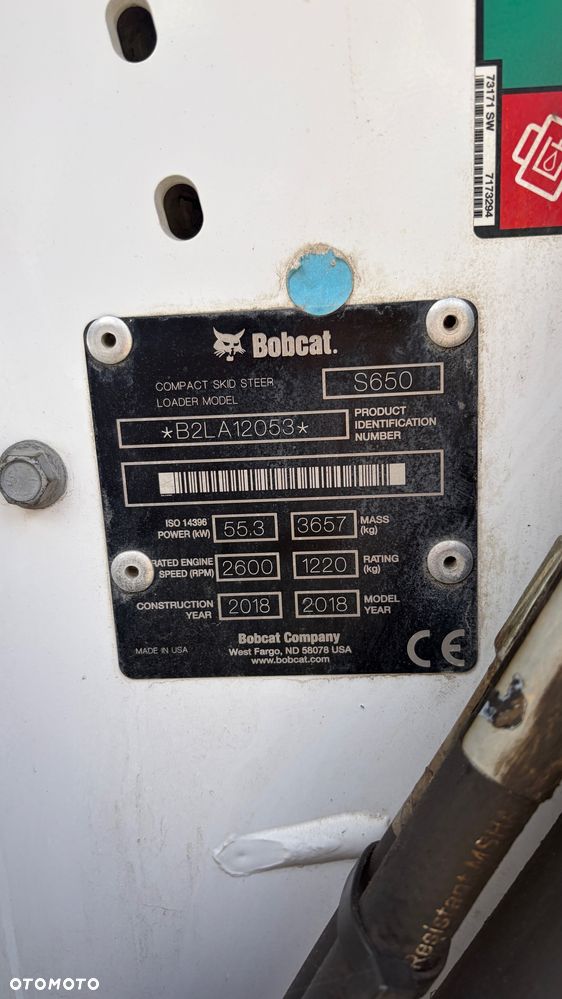 73171 SW 7173294
Bobcat.
COMPACT SKID STEER
LOADER MODEL
S650
*B2LA12053*
PRODUCT
IDENTIFICATION
NUMBER
ISO 14396
POWER (kW)
55.3
3657
MASS
(kg)
RATED ENGINE
SPEED (RPM)
2600
1220
RATING
(kg)
CONSTRUCTION
YEAR
2018
2018
MODEL
YEAR
Bobcat Company
West Fargo, ND 58078 USA
www.bobcat.com
MADE IN USA
CE
Resistant MSHA
OTOMOTO